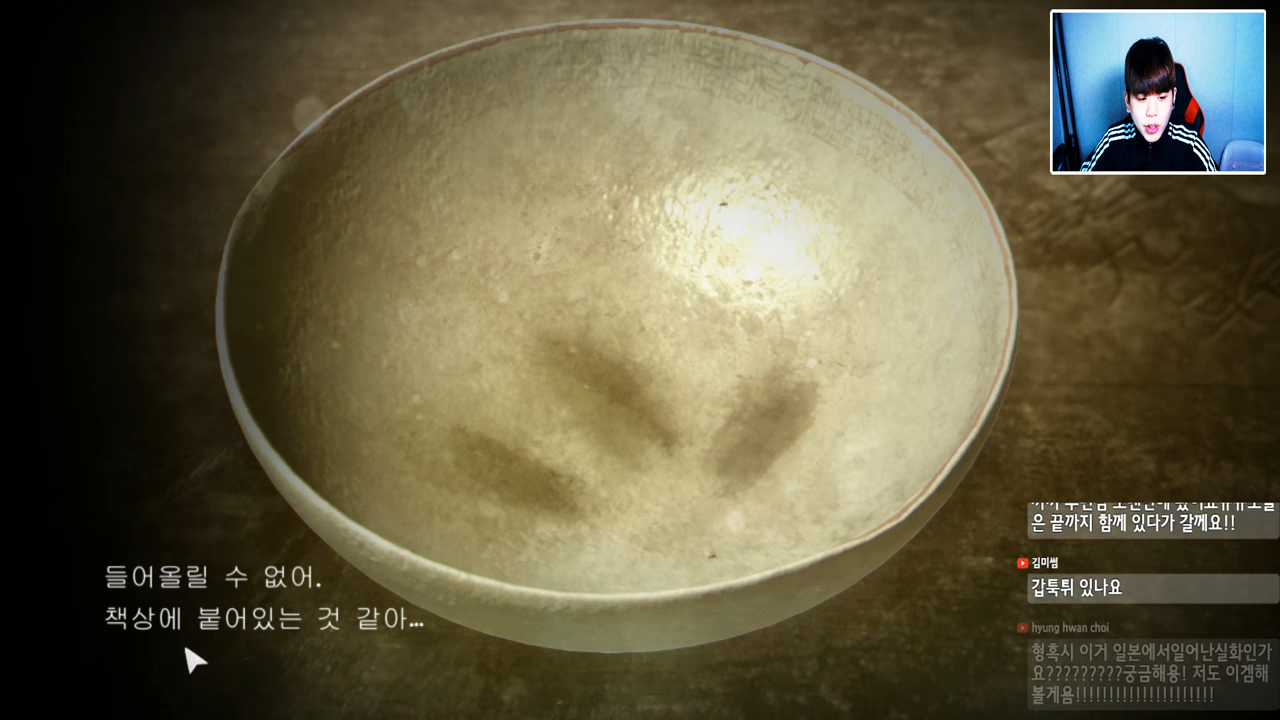 들어올릴 수 없어.
책상에 붙어있는 것 같아…
은 끝까지 함께 있다가 갈께요!!
김미썸
갑툭튀 있나요
hyung hwan choi
형혹시 이거 일본에서일어난실화인가
요?????????궁금해용! 저도 이겜해
볼게욤!!!!!!!!!!!!!!!!!!!!!!